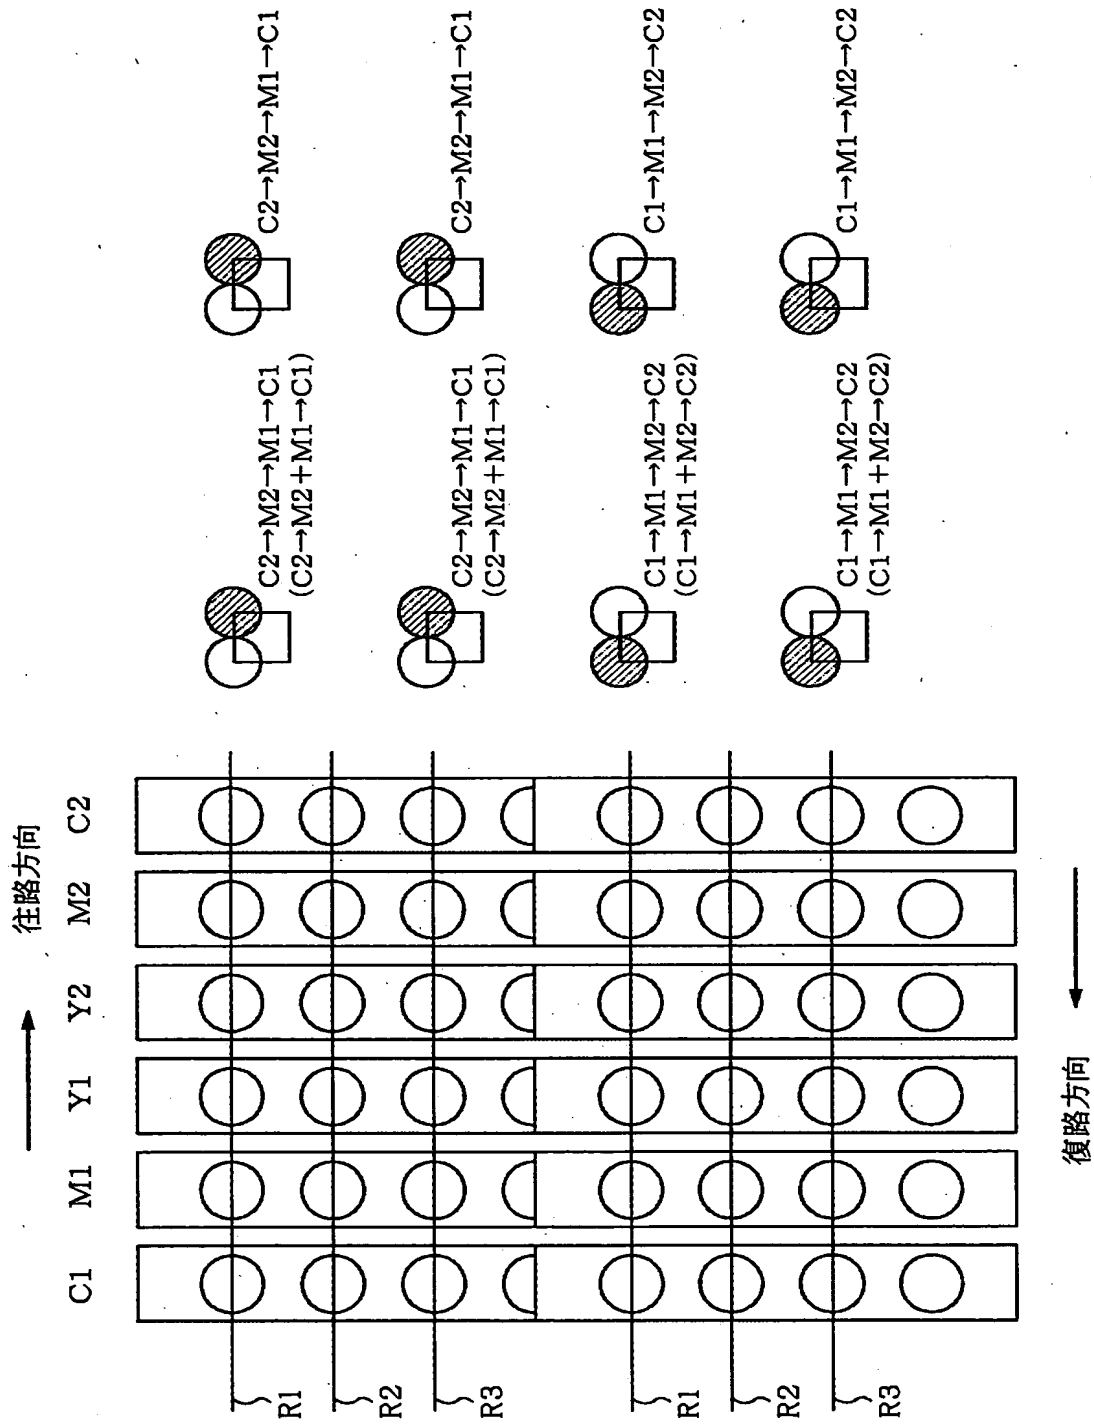 往路方向
C1 M1 Y1 Y2 M2 C2
R1
R2
R3
R1
R2
R3
復路方向
C2→M2→M1→C1
(C2→M2+M1→C1)
C2→M2→M1→C1
C2→M2→M1→C1
(C2→M2+M1→C1)
C2→M2→M1→C1
C1→M1→M2→C2
(C1→M1+M2→C2)
C1→M1→M2→C2
C1→M1→M2→C2
(C1→M1+M2→C2)
C1→M1→M2→C2